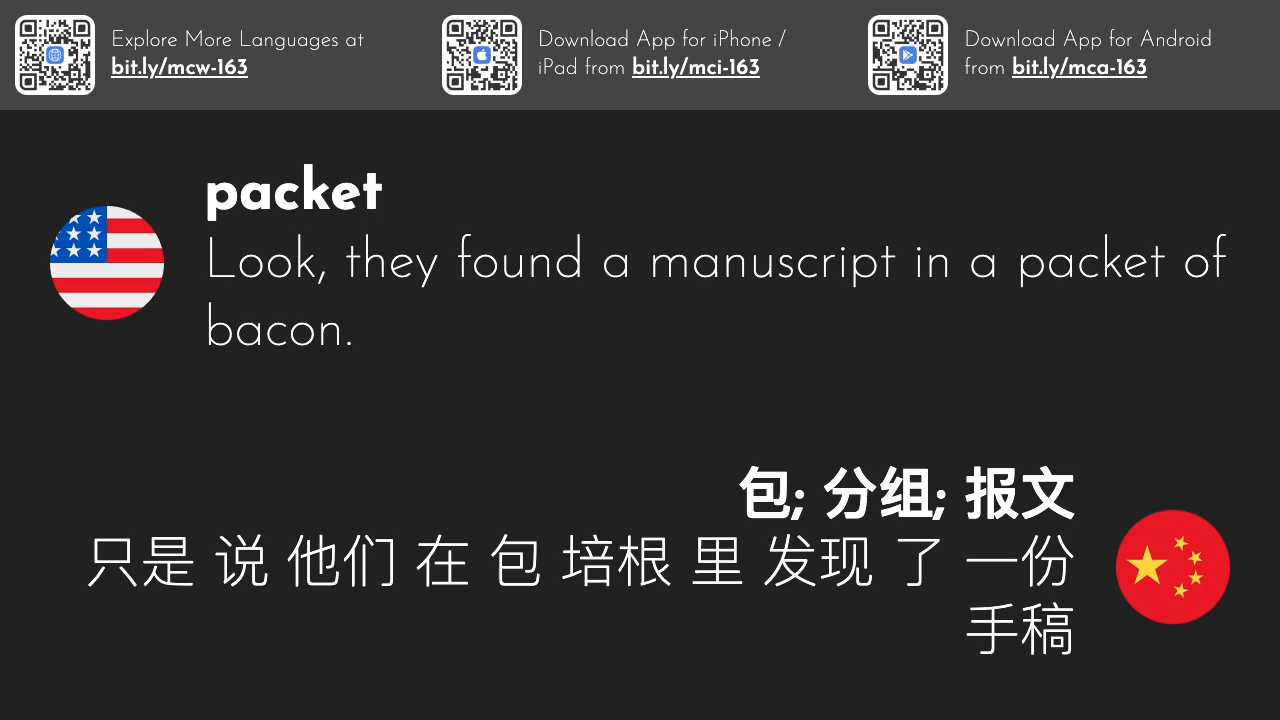 Explore More Languages at
bit.ly/mcw-163
Download App for iPhone /
iPad from bit.ly/mci-163
Download App for Android
from bit.ly/mca-163
packet
Look, they found a manuscript in a packet of
bacon.
包; 分组; 报文
只是 说 他们 在 包 培根 里 发现 了 一份
手稿